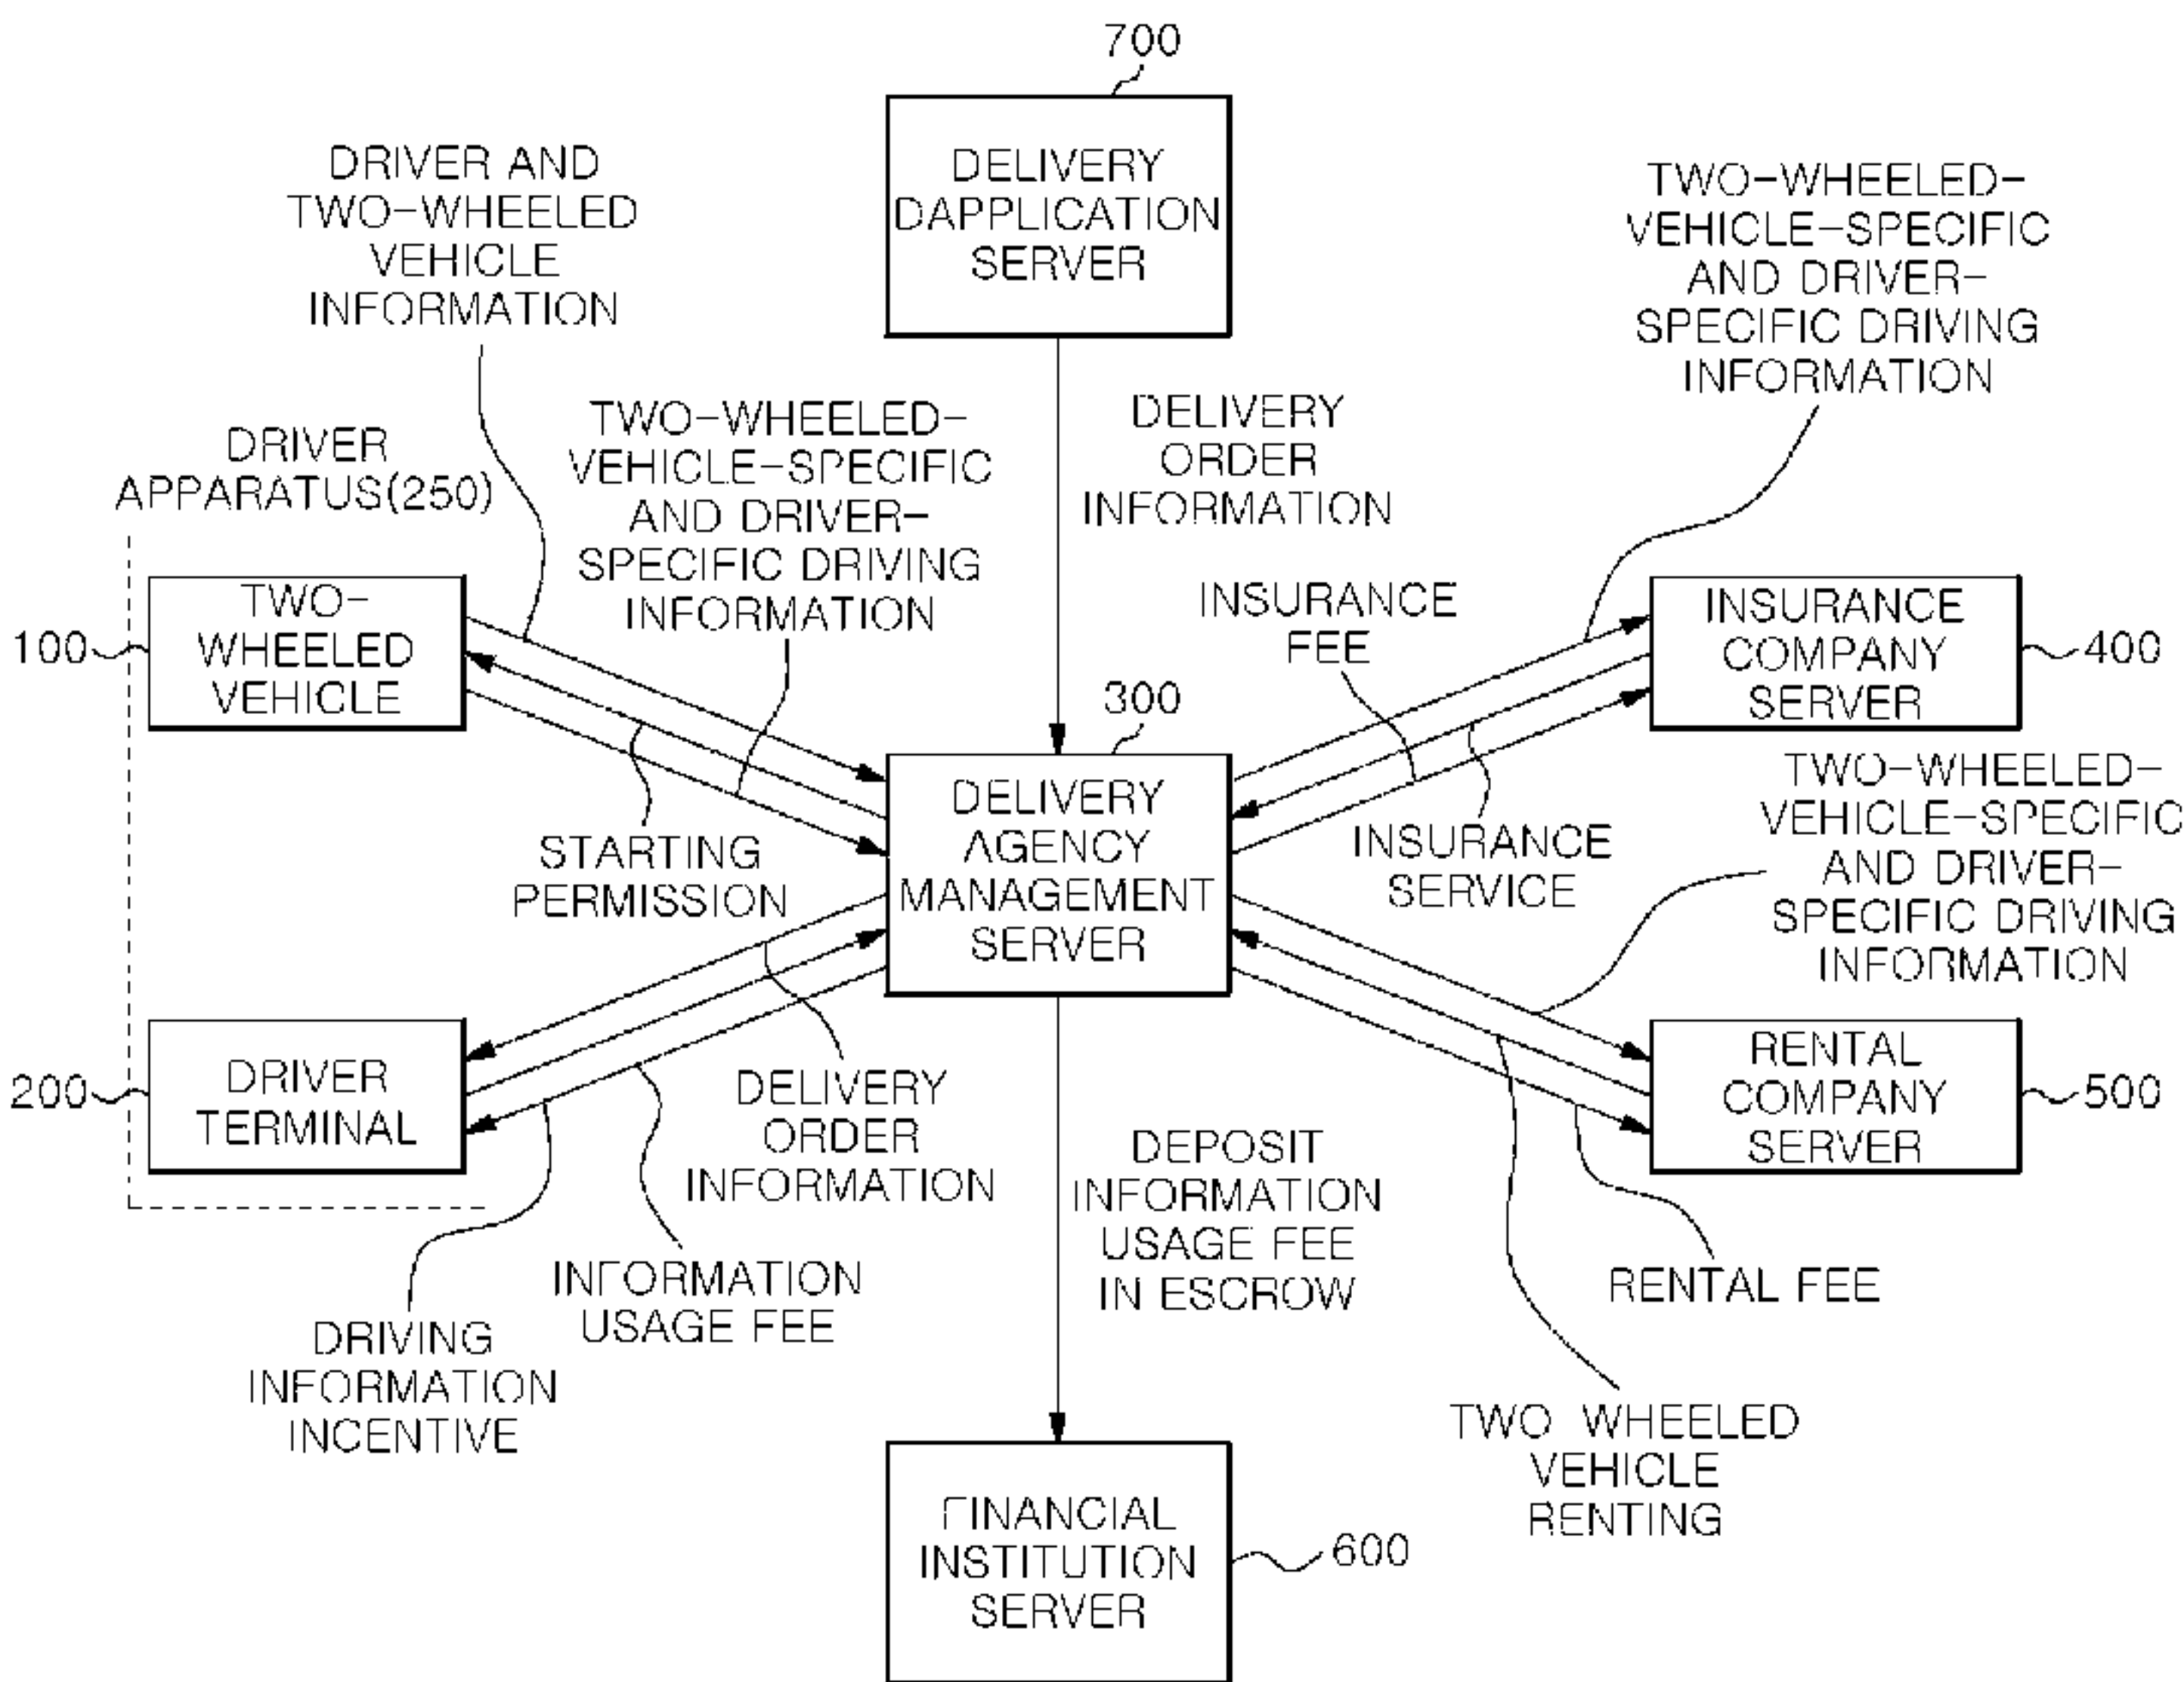 700
DELIVERY
DAPPLICATION
SERVER
DRIVER AND
TWO-WHEELED
VEHICLE
INFORMATION
TWO-WHEELED-
VEHICLE-SPECIFIC
AND DRIVER-
SPECIFIC DRIVING
INFORMATION
DRIVER
APPARATUS(250)
TWO-WHEELED-
VEHICLE-SPECIFIC
AND DRIVER-
SPECIFIC DRIVING
INFORMATION
DELIVERY
ORDER
INFORMATION
100
TWO-
WHEELED
VEHICLE
INSURANCE
FEE
INSURANCE
COMPANY
SERVER
400
300
DELIVERY
AGENCY
MANAGEMENT
SERVER
STARTING
PERMISSION
INSURANCE
SERVICE
TWO-WHEELED-
VEHICLE-SPECIFIC
AND DRIVER-
SPECIFIC DRIVING
INFORMATION
200
DRIVER
TERMINAL
DELIVERY
ORDER
INFORMATION
RENTAL
COMPANY
SERVER
500
DEPOSIT
INFORMATION
USAGE FEE
IN ESCROW
INFORMATION
USAGE FEE
RENTAL FEE
DRIVING
INFORMATION
INCENTIVE
TWO WHEELED
VEHICLE
RENTING
FINANCIAL
INSTITUTION
SERVER
600